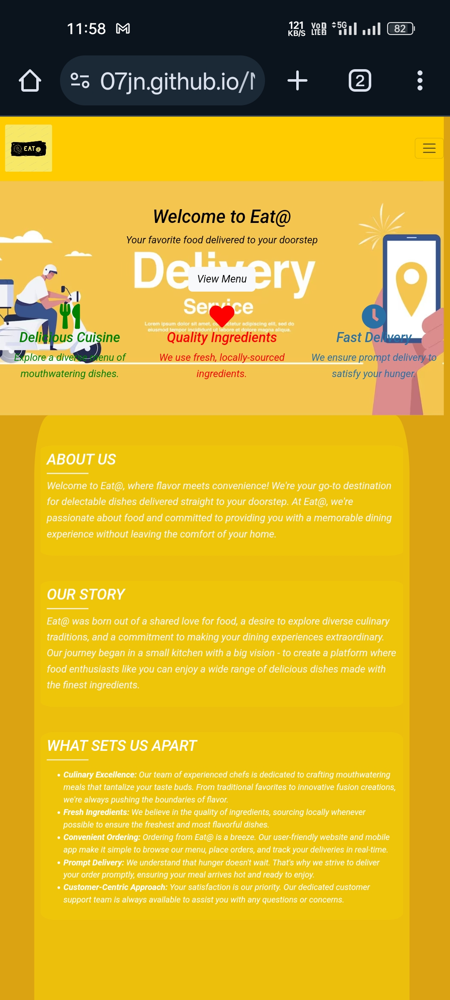 11:58
121
KB/S
Vo 1
LTE 2
5G
82
07jn.github.io/
2
EAT@
Welcome to Eat@
Your favorite food delivered to your doorstep
Delivery
View Menu
Service
Lorem ipsum dolor sit amet, adipiscing elit, sed do
eiusmod tempor incididunt ut labore et dolore magna aliqua.
Delicious Cuisine
Explore a diverse menu of
mouthwatering dishes.
Quality Ingredients
We use fresh, locally-sourced
ingredients.
Fast Delivery
We ensure prompt delivery to
satisfy your hunger.
ABOUT US
Welcome to Eat@, where flavor meets convenience! We're your go-to destination
for delectable dishes delivered straight to your doorstep. At Eat@, we're
passionate about food and committed to providing you with a memorable dining
experience without leaving the comfort of your home.
OUR STORY
Eat@ was born out of a shared love for food, a desire to explore diverse culinary
traditions, and a commitment to making your dining experiences extraordinary.
Our journey began in a small kitchen with a big vision - to create a platform where
food enthusiasts like you can enjoy a wide range of delicious dishes made with
the finest ingredients.
WHAT SETS US APART
• Culinary Excellence: Our team of experienced chefs is dedicated to crafting mouthwatering
meals that tantalize your taste buds. From traditional favorites to innovative fusion creations,
we're always pushing the boundaries of flavor.
• Fresh Ingredients: We believe in the quality of ingredients, sourcing locally whenever
possible to ensure the freshest and most flavorful dishes.
• Convenient Ordering: Ordering from Eat@ is a breeze. Our user-friendly website and mobile
app make it simple to browse our menu, place orders, and track your deliveries in real-time.
• Prompt Delivery: We understand that hunger doesn't wait. That's why we strive to deliver
your order promptly, ensuring your meal arrives hot and ready to enjoy.
• Customer-Centric Approach: Your satisfaction is our priority. Our dedicated customer
support team is always available to assist you with any questions or concerns.